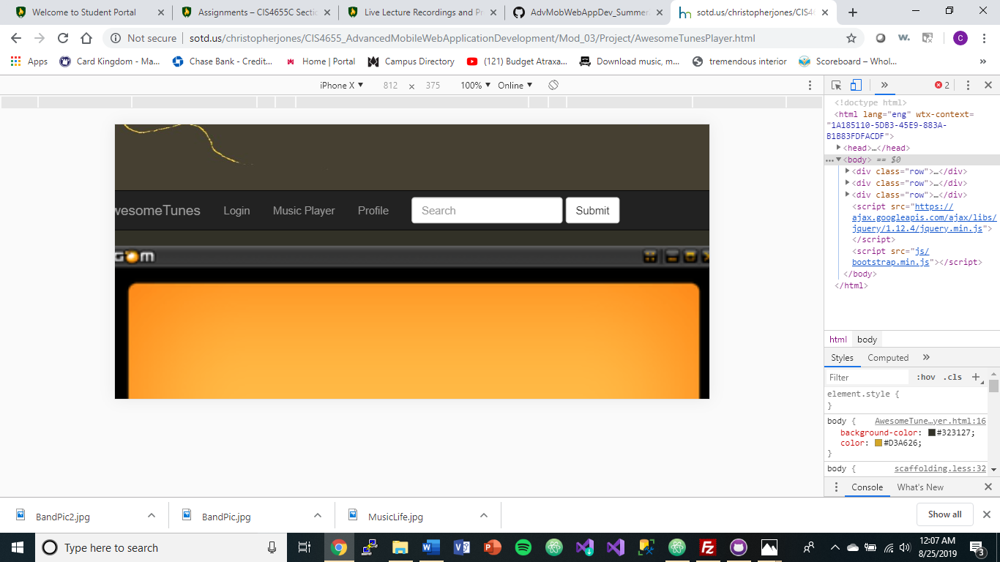 Welcome to Student Portal
Assignments – CIS4655C Secti
Live Lecture Recordings and Pr
AdvMobWebAppDev_Summer
sotd.us/christopherjones/CIS4
Not secure
sotd.us/christopherjones/CIS4655_AdvancedMobileWebApplicationDevelopment/Mod_03/Project/AwesomeTunesPlayer.html
w.
C
Apps
Card Kingdom - Ma...
Chase Bank - Credit...
Home | Portal
Campus Directory
(121) Budget Atraxa...
Download music, m...
tremendous interior
Scoreboard – Whol...
»
iPhone X ▼
812 x 375
100% ▼
Online ▼
» 2
wesomeTunes
Login
Music Player
Profile
Search
Submit
GOM
<!doctype html>
<html lang="eng" wtx-context=
"1A185110-5DB3-45E9-883A-
B1B83FDFACDF">
<head>…</head>
… <body> == $0
<div class="row">…</div>
<div class="row">…</div>
<div class="row">…</div>
<script src="https://
ajax.googleapis.com/ajax/libs/
jquery/1.12.4/jquery.min.js">
</script>
<script src="js/
bootstrap.min.js"></script>
</body>
</html>
html body
Styles Computed »
Filter :hov .cls +
element.style {
}
body { AwesomeTune…yer.html:16
background-color: #323127;
color: #D3A626;
}
body { scaffolding.less:32
Console What's New
BandPic2.jpg
BandPic.jpg
MusicLife.jpg
Show all
Type here to search
12:07 AM
8/25/2019
3